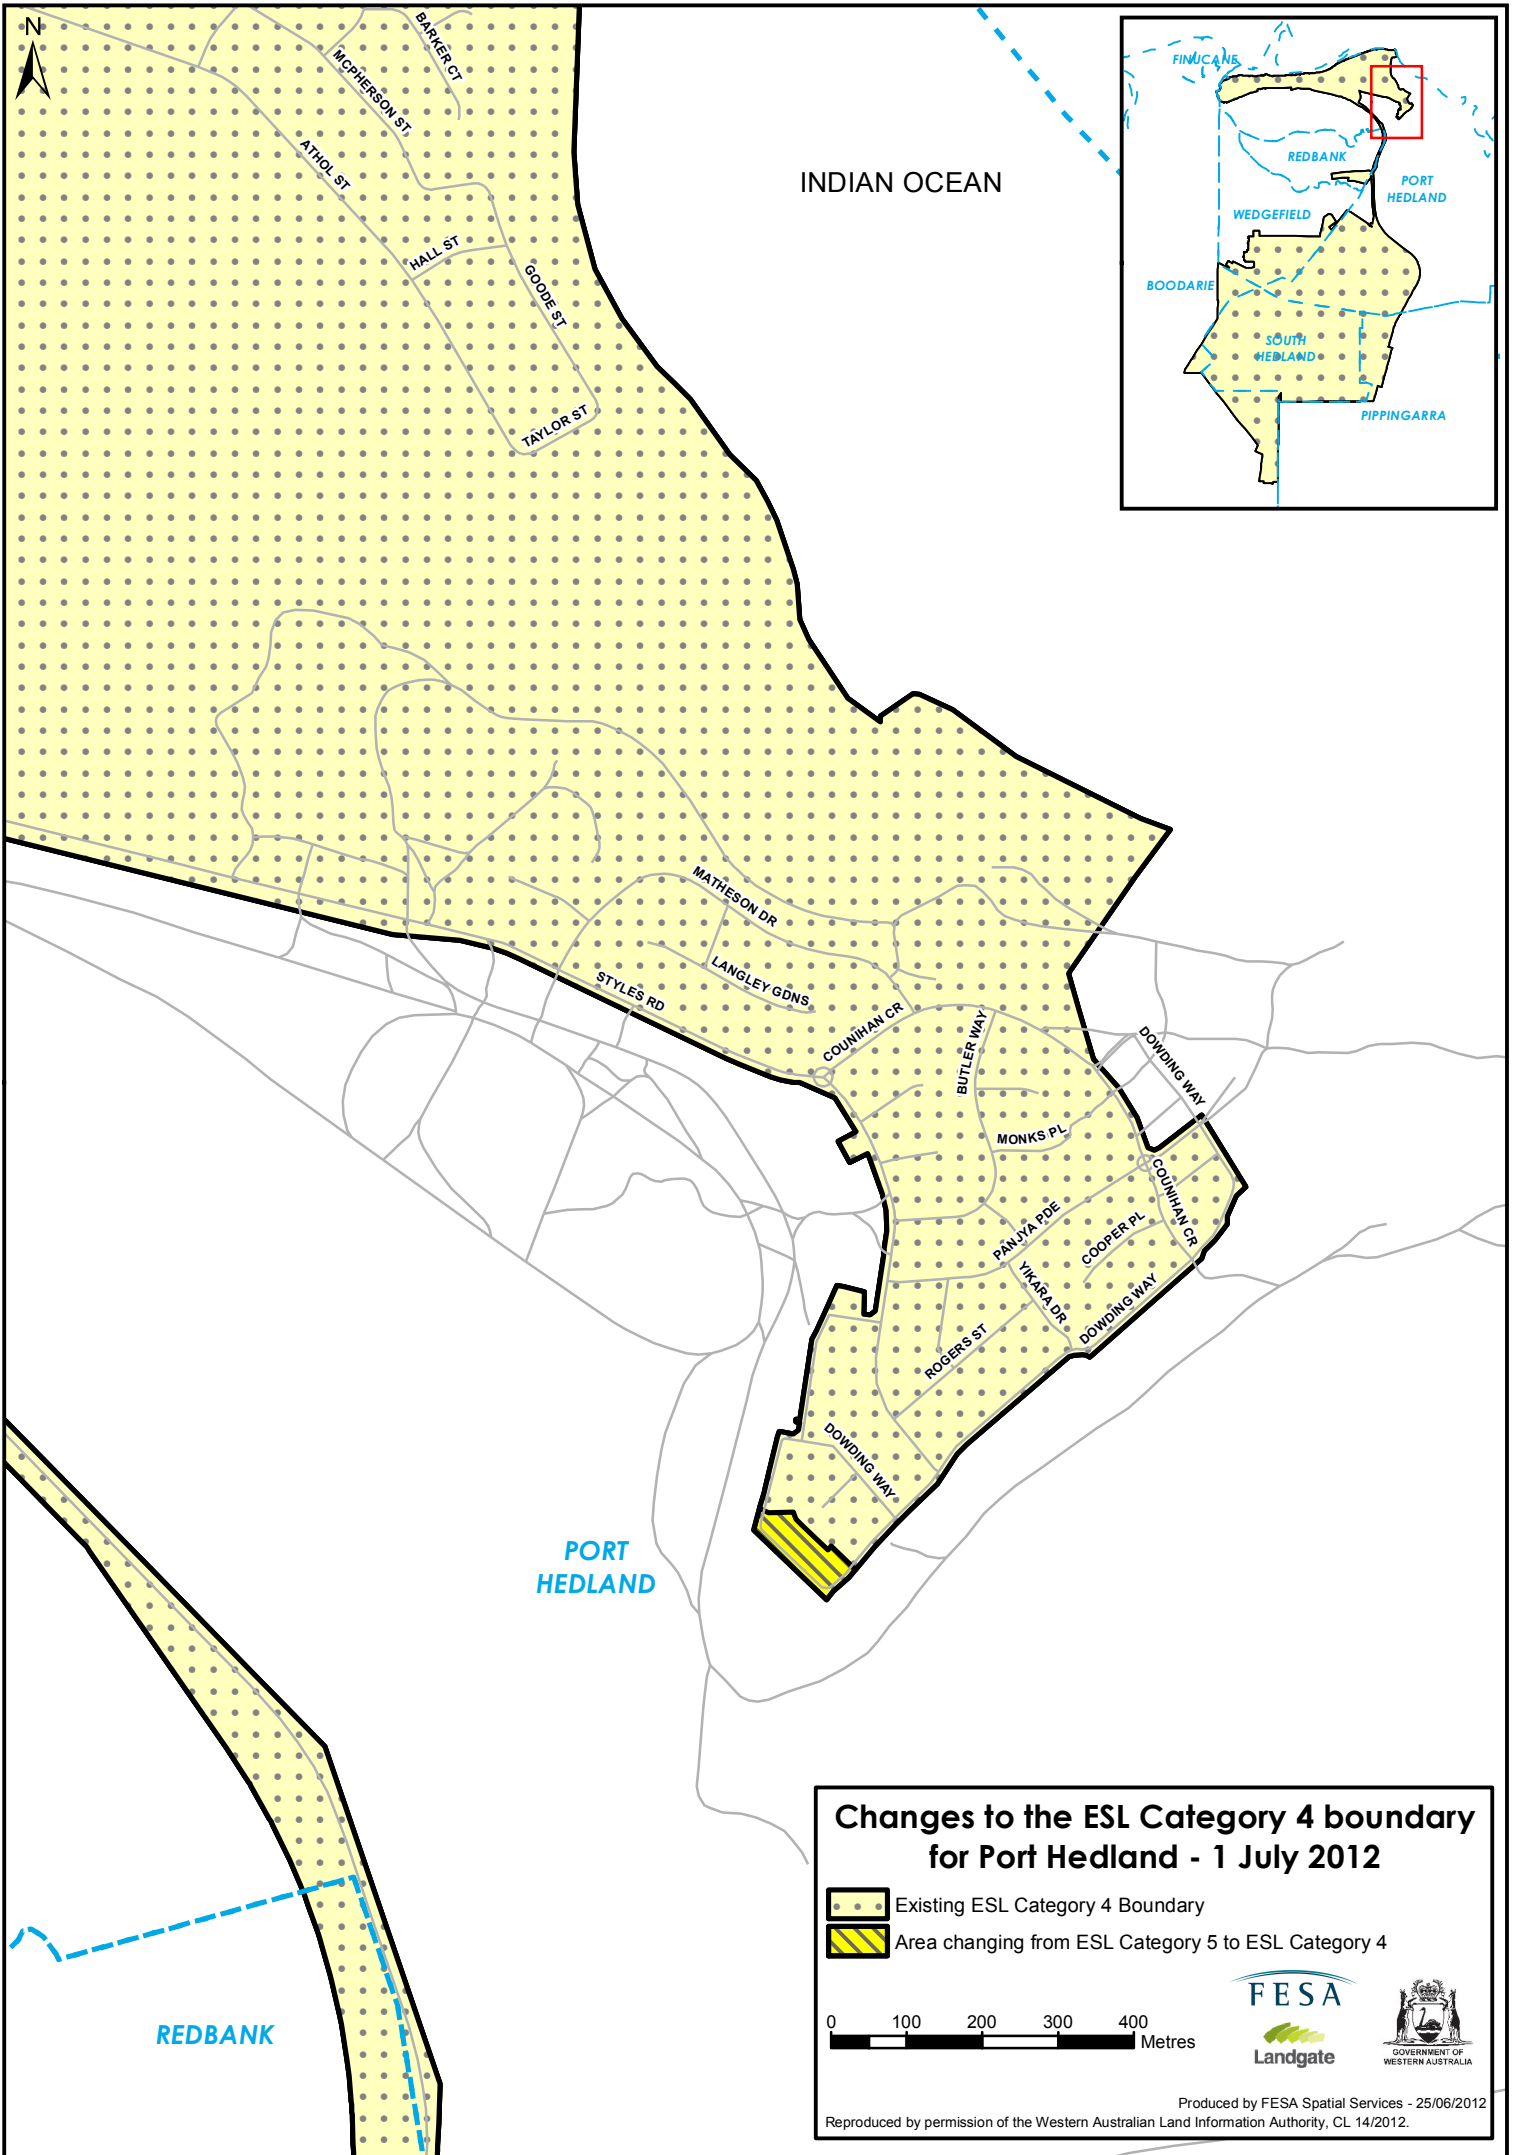 N
BARKER CT
MCPHERSON ST
ATHOL ST
HALL ST
GOODE ST
TAYLOR ST
INDIAN OCEAN
FINUCANE
REDBANK
PORT
HEDLAND
WEDGEFIELD
BOODARIE
SOUTH
HEDLAND
PIPPINGARRA
MATHESON DR
LANGLEY GDNS
STYLES RD
COUNIHAN CR
BUTLER WAY
DOWDING WAY
MONKS PL
COUNIHAN CR
PANJYA PDE
COOPER PL
YIKARA DR
DOWDING WAY
ROGERS ST
DOWDING WAY
PORT
HEDLAND
REDBANK
Changes to the ESL Category 4 boundary
for Port Hedland - 1 July 2012
Existing ESL Category 4 Boundary
Area changing from ESL Category 5 to ESL Category 4
0 100 200 300 400
Metres
FESA
Landgate
GOVERNMENT OF
WESTERN AUSTRALIA
Produced by FESA Spatial Services - 25/06/2012
Reproduced by permission of the Western Australian Land Information Authority, CL 14/2012.